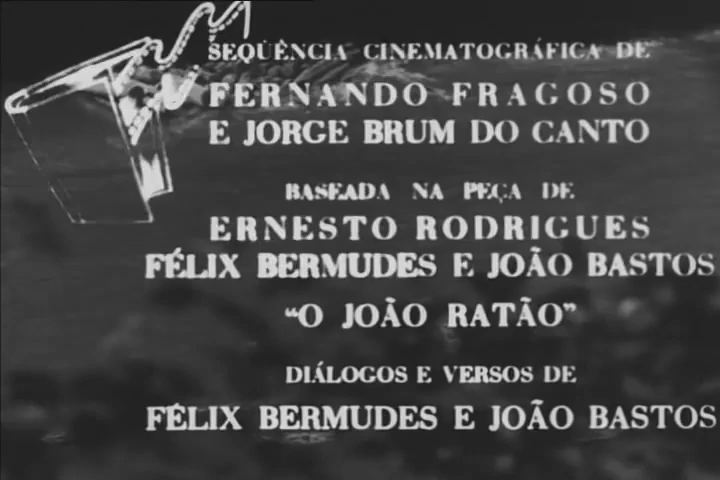 SEQÜÊNCIA CINEMATOGRÁFICA DE
FERNANDO FRAGOSO
E JORGE BRUM DO CANTO
BASEADA NA PEÇA DE
ERNESTO RODRIGUES
FÉLIX BERMUDES E JOÃO BASTOS
“O JOÃO RATÃO”
DIÁLOGOS E VERSOS DE
FÉLIX BERMUDES E JOÃO BASTOS